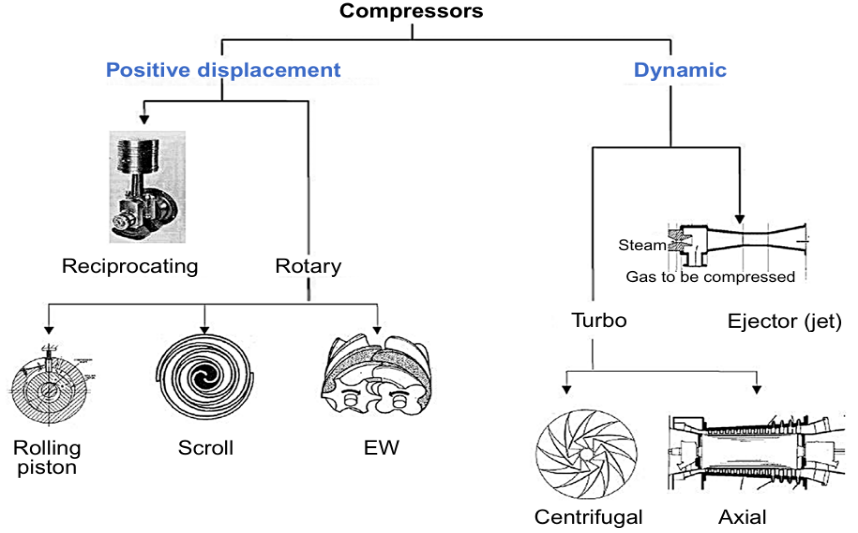 Compressors
Positive displacement
Dynamic
Reciprocating
Rotary
Steam
Gas to be compressed
Turbo
Ejector (jet)
Rolling
piston
Scroll
EW
Centrifugal
Axial